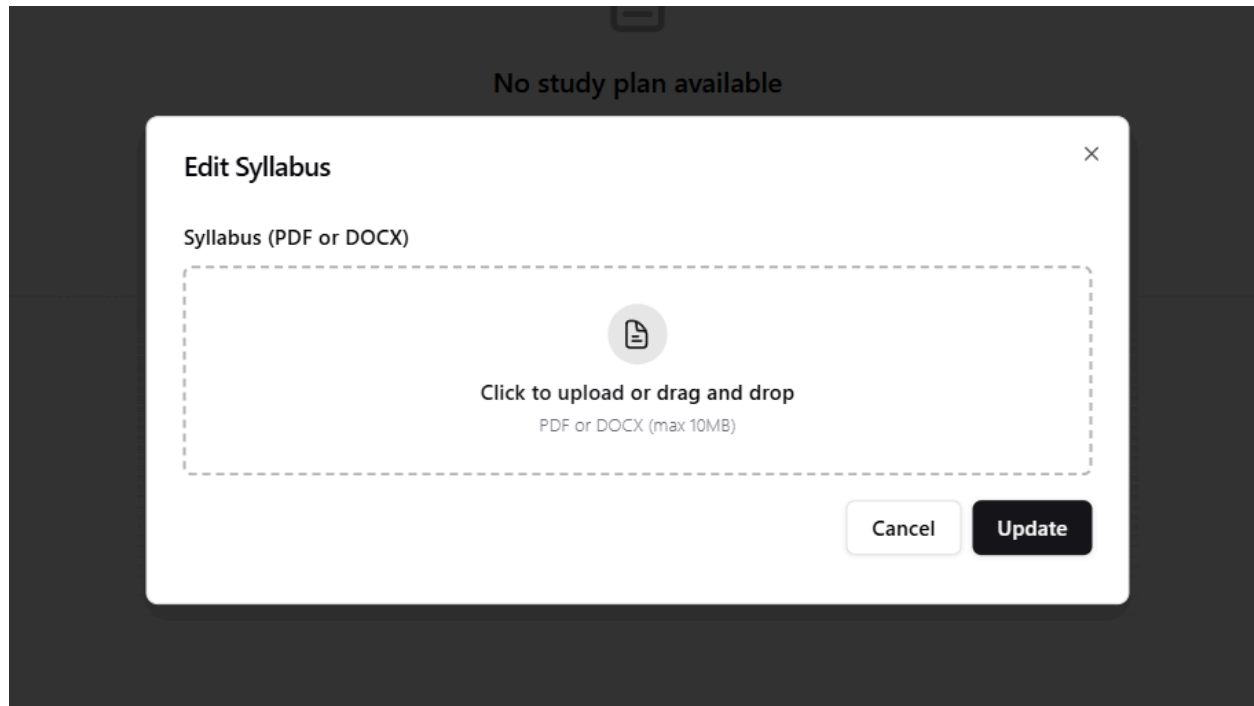 No study plan available
Edit Syllabus
Syllabus (PDF or DOCX)
Click to upload or drag and drop
PDF or DOCX (max 10MB)
Cancel
Update